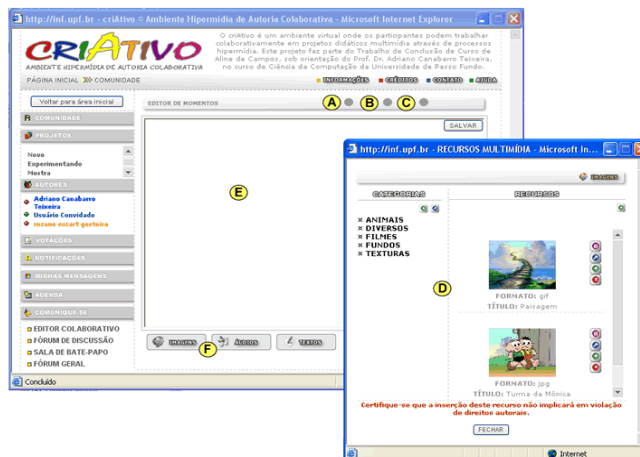 http://inf.upf.br - criAtivo = Ambiente Hipermídia de Autoria Colaborativa - Microsoft Internet Explorer
CRIATIVO
AMBIENTE HIPERMÍDIA DE AUTORIA COLABORATIVA
O criAtivo é um ambiente virtual onde os participantes podem trabalhar
colaborativamente em projetos didáticos multimídia através de processos
hipermídia. Este projeto faz parte do Trabalho de Conclusão de Curso de
Aline de Campos, sob orientação do Prof. Dr. Adriano Canabarro Teixeira,
no curso de Ciência da Computação da Universidade de Passo Fundo.
PÁGINA INICIAL COMUNIDADE
INFORMAÇÕES CRÉDITOS CONTATO AJUDA
Voltar para área inicial
EDITOR DE MOMENTOS
A B C
COMUNIDADE
SALVAR
PROJETOS
Novo
Experimentando
Mostra
AUTORES
Adriano Canabarro
Teixeira
Usuário Convidado
VOTAÇÕES
NOTIFICAÇÕES
MINHAS MENSAGENS
AGENDA
COMUNIQUE-SE
EDITOR COLABORATIVO
FÓRUM DE DISCUSSÃO
SALA DE BATE-PAPO
FÓRUM GERAL
E
IMAGENS ÁUDIOS TEXTOS
F
Concluído
http://inf.upf.br - RECURSOS MULTIMÍDIA - Microsoft In...
IMAGENS
CATEGORIAS RECURSOS
ANIMAIS
DIVERSOS
FILMES
FUNDOS
TEXTURAS
D
FORMATO: gif
TÍTULO: Paisagem
FORMATO: jpg
TÍTULO: Turma da Mônica
Certifique-se que a inserção deste recurso não implicará em violação
de direitos autorais.
FECHAR
Internet